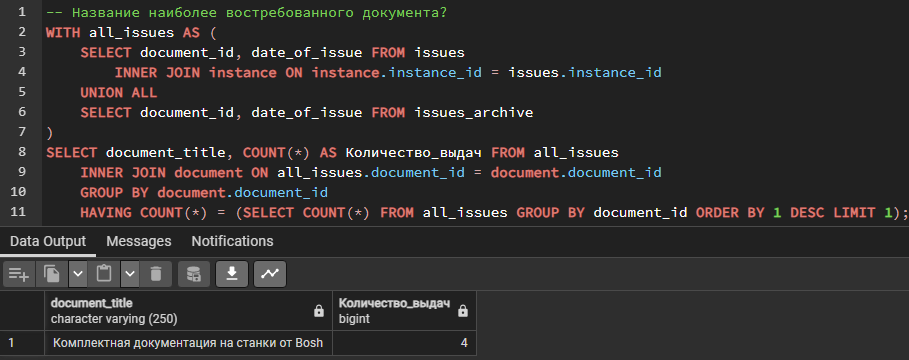 1 -- Название наиболее востребованного документа?
2 WITH all_issues AS (
3 SELECT document_id, date_of_issue FROM issues
4 INNER JOIN instance ON instance.instance_id = issues.instance_id
5 UNION ALL
6 SELECT document_id, date_of_issue FROM issues_archive
7 )
8 SELECT document_title, COUNT(*) AS Количество_выдач FROM all_issues
9 INNER JOIN document ON all_issues.document_id = document.document_id
10 GROUP BY document.document_id
11 HAVING COUNT(*) = (SELECT COUNT(*) FROM all_issues GROUP BY document_id ORDER BY 1 DESC LIMIT 1);
Data Output Messages Notifications
document_title Количество_выдач
character varying (250) bigint
1 Комплектная документация на станки от Bosh 4